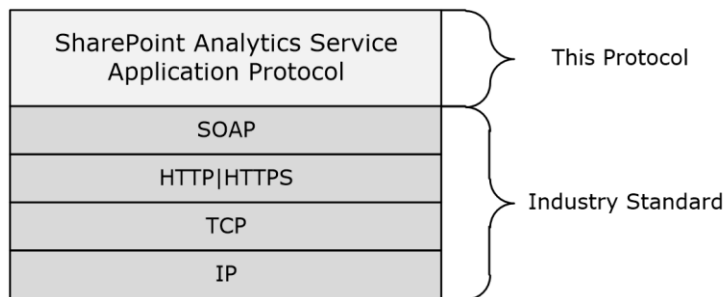 SharePoint Analytics Service
Application Protocol
This Protocol
SOAP
HTTP|HTTPS
TCP
IP
Industry Standard